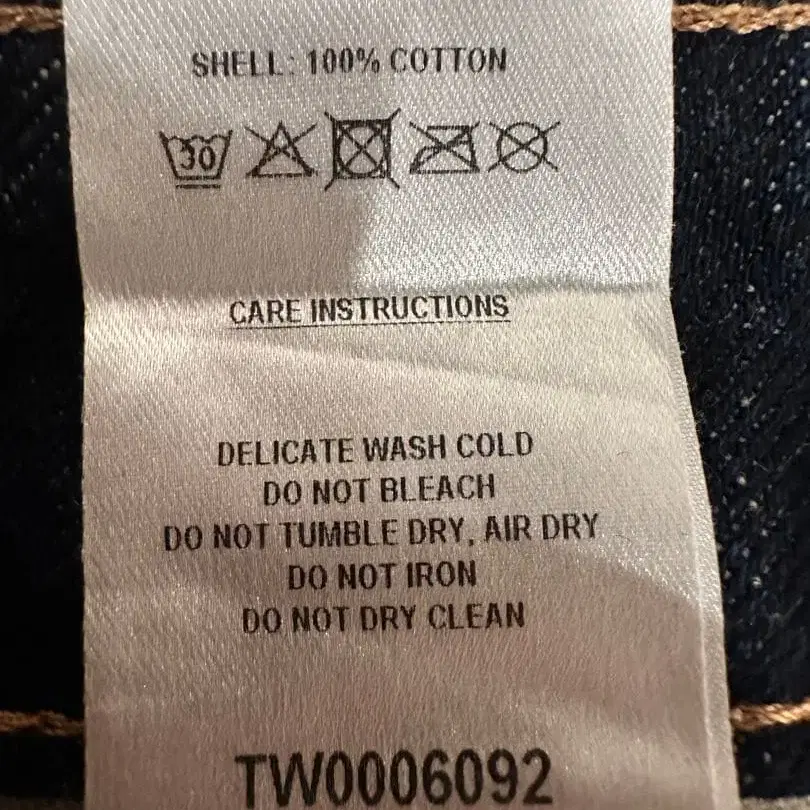 SHELL: 100% COTTON
30
CARE INSTRUCTIONS
DELICATE WASH COLD
DO NOT BLEACH
DO NOT TUMBLE DRY, AIR DRY
DO NOT IRON
DO NOT DRY CLEAN
TW0006092